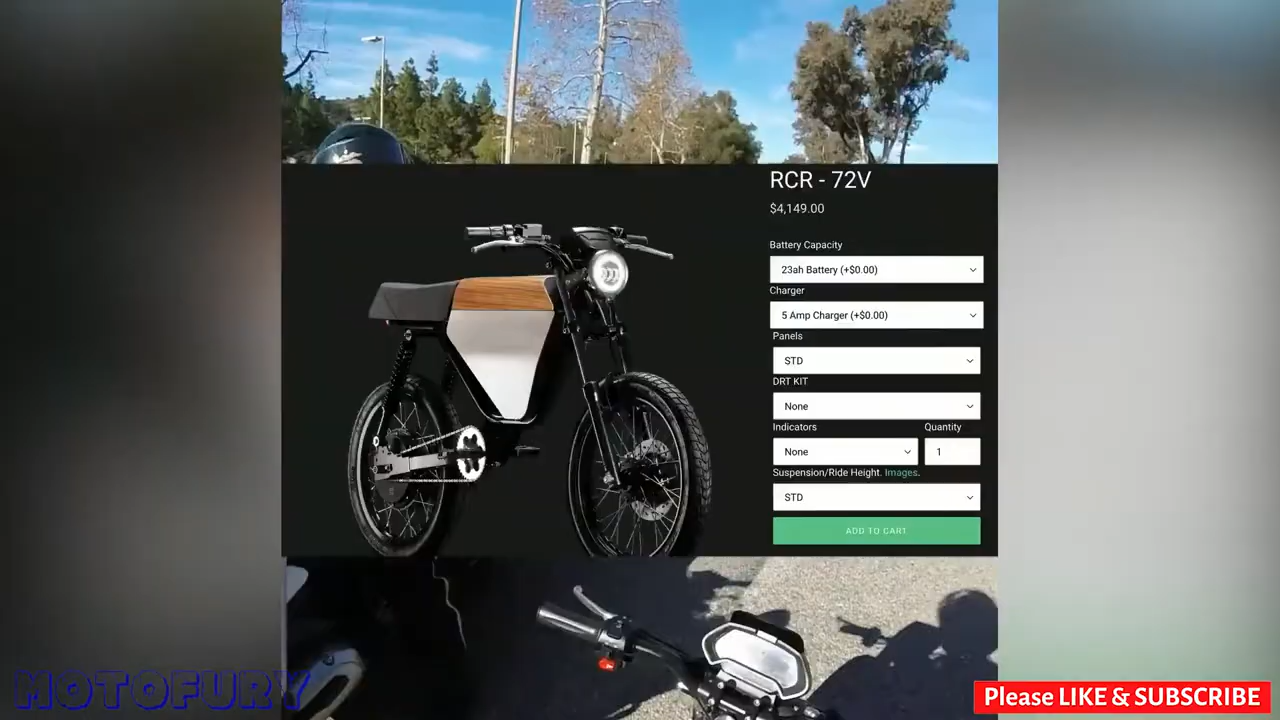 RCR - 72V
$4,149.00
Battery Capacity
23ah Battery (+$0.00)
Charger
5 Amp Charger (+$0.00)
Panels
STD
DRT KIT
None
Indicators Quantity
None 1
Suspension/Ride Height. Images.
STD
ADD TO CART
MOTOFURY
Please LIKE & SUBSCRIBE